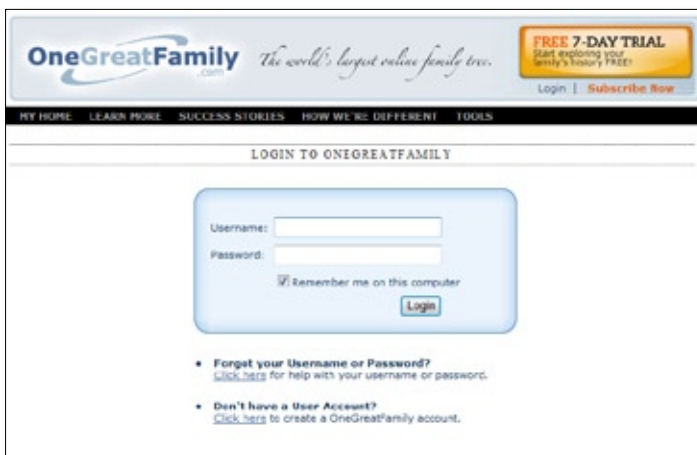 OneGreatFamily
.com
The world's largest online family tree.
FREE 7-DAY TRIAL
Start exploring your
family's history FREE!
Login | Subscribe Now
MY HOME LEARN MORE SUCCESS STORIES HOW WE'RE DIFFERENT TOOLS
LOGIN TO ONEGREATFAMILY
Username:
Password:
Remember me on this computer
Login
• Forgot your Username or Password?
Click here for help with your username or password.
• Don't have a User Account?
Click here to create a OneGreatFamily account.